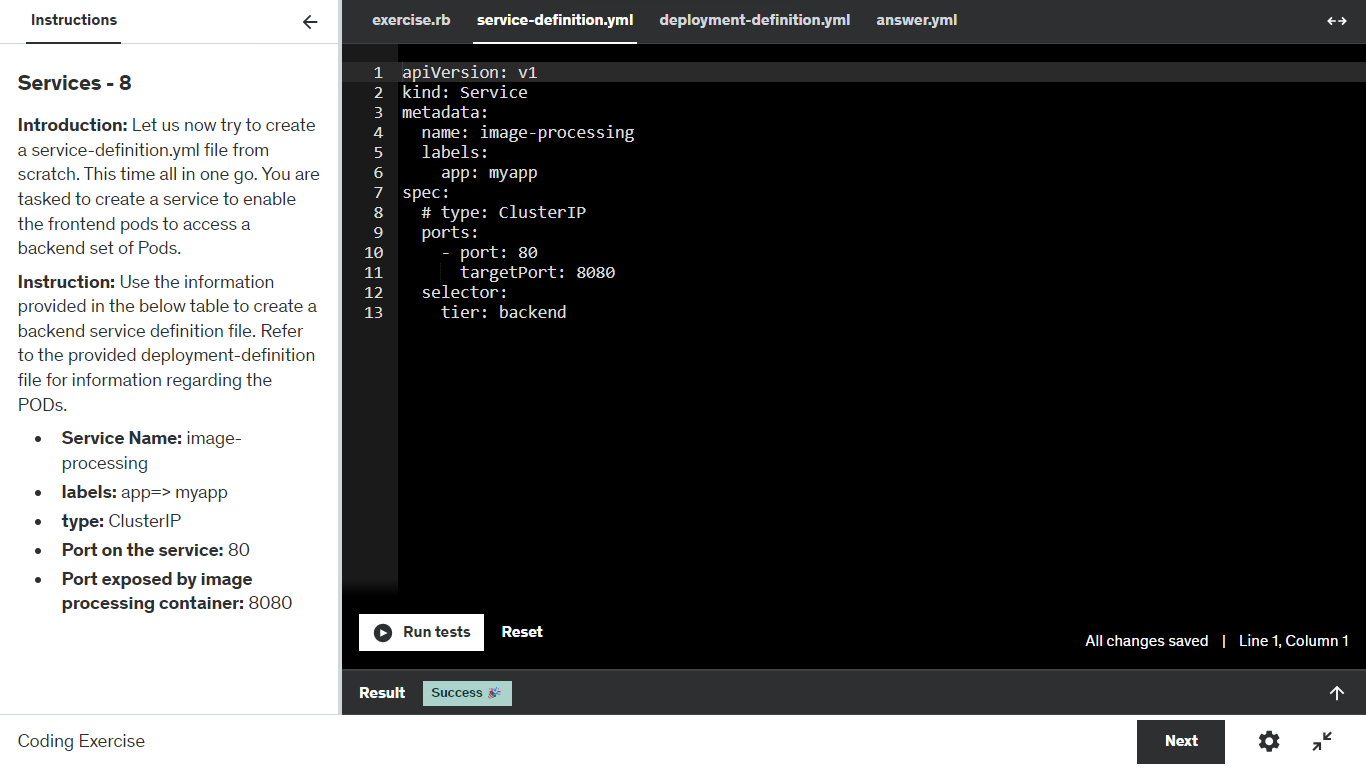 Instructions
Services - 8
Introduction: Let us now try to create
a service-definition.yml file from
scratch. This time all in one go. You are
tasked to create a service to enable
the frontend pods to access a
backend set of Pods.
Instruction: Use the information
provided in the below table to create a
backend service definition file. Refer
to the provided deployment-definition
file for information regarding the
PODs.
Service Name: image-
processing
labels: app=> myapp
type: ClusterIP
Port on the service: 80
Port exposed by image
processing container: 8080
exercise.rb service-definition.yml deployment-definition.yml answer.yml
1 apiVersion: v1
2 kind: Service
3 metadata:
4   name: image-processing
5   labels:
6     app: myapp
7 spec:
8   # type: ClusterIP
9   ports:
10     - port: 80
11       targetPort: 8080
12   selector:
13     tier: backend
Run tests Reset
All changes saved | Line 1, Column 1
Result Success 🎉
Coding Exercise
Next